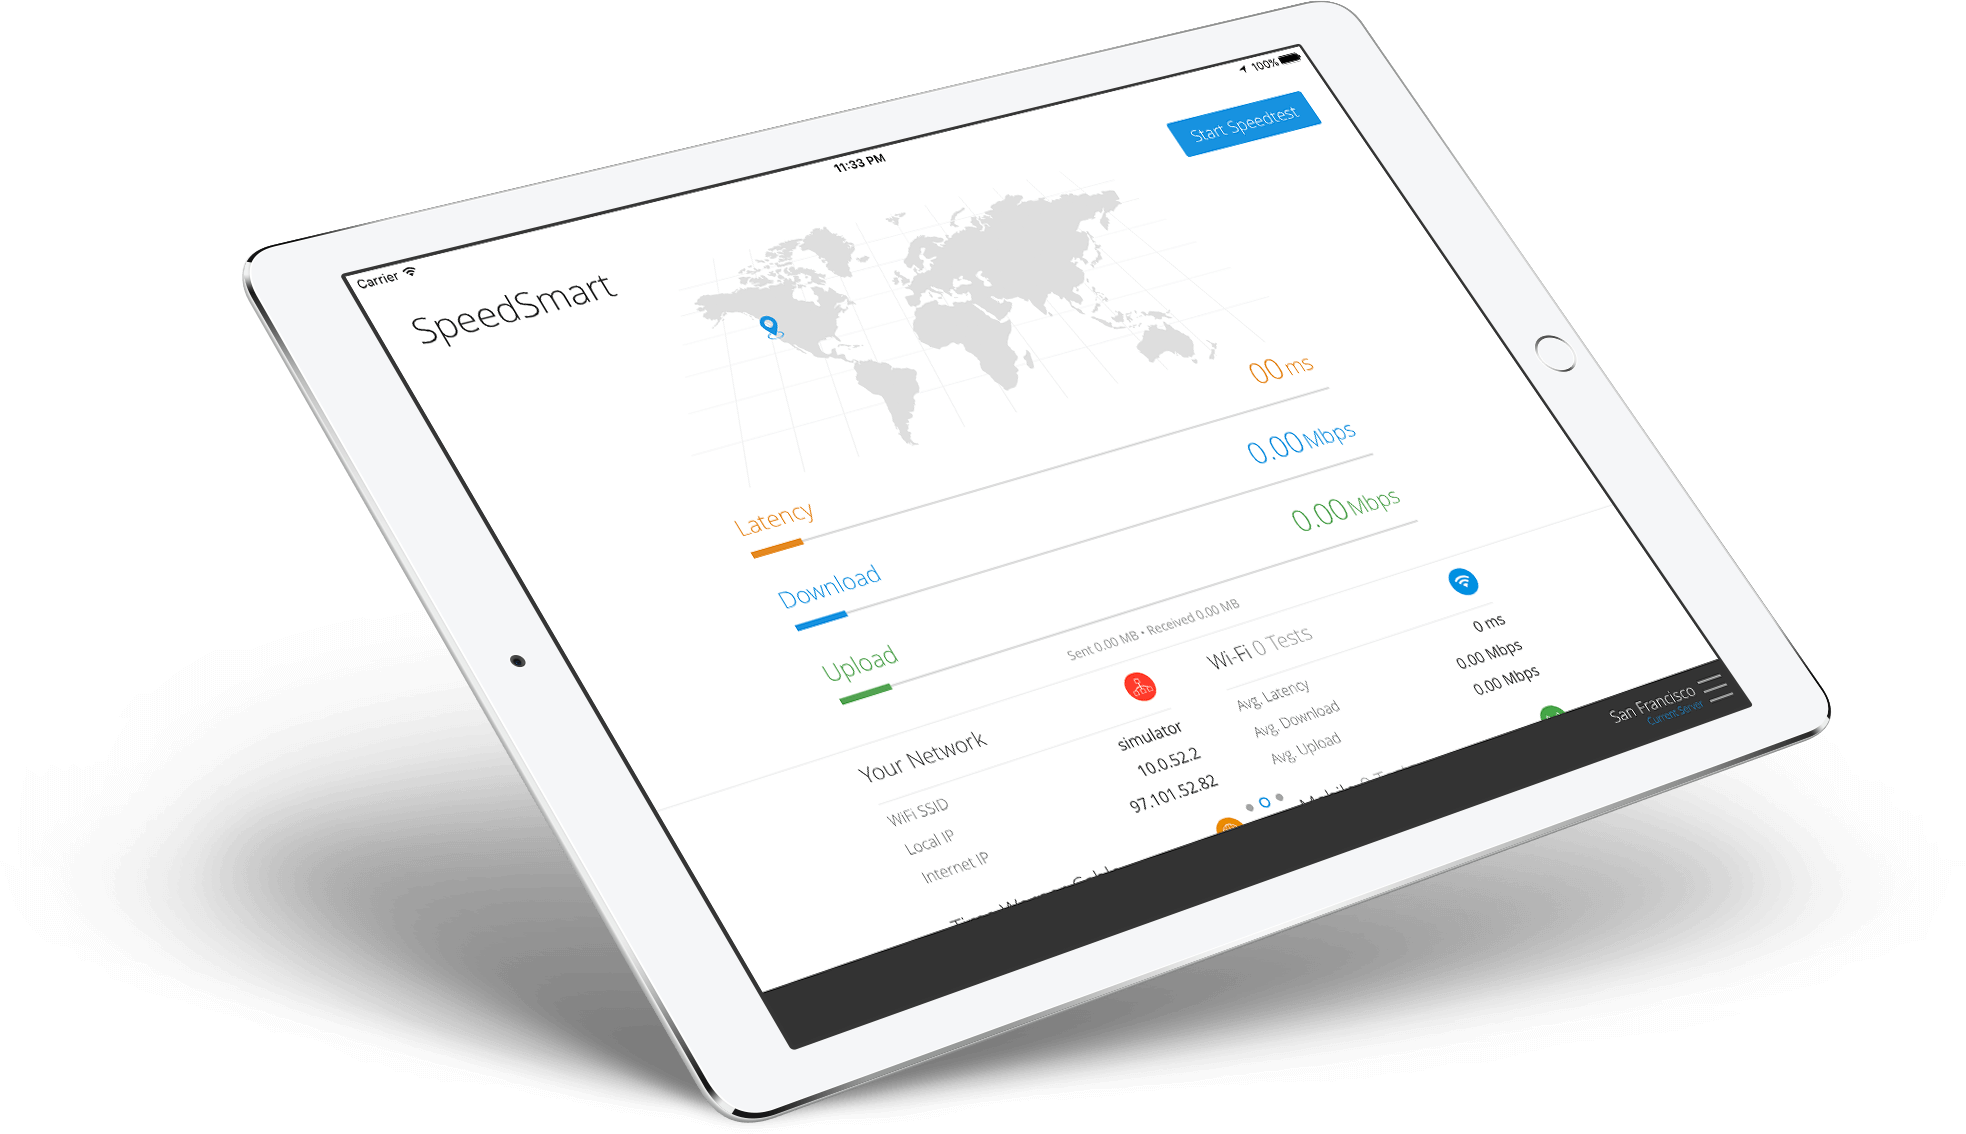 Carrier
11:33 PM
100%
SpeedSmart
Start Speedtest
Latency
00 ms
Download
0.00 Mbps
Upload
0.00 Mbps
Sent 0.00 MB • Received 0.00 MB
Your Network
WiFi SSID simulator
Local IP 10.0.52.2
Internet IP 97.101.52.82
Wi-Fi 0 Tests
Avg. Latency 0 ms
Avg. Download 0.00 Mbps
Avg. Upload 0.00 Mbps
San Francisco
Current Server